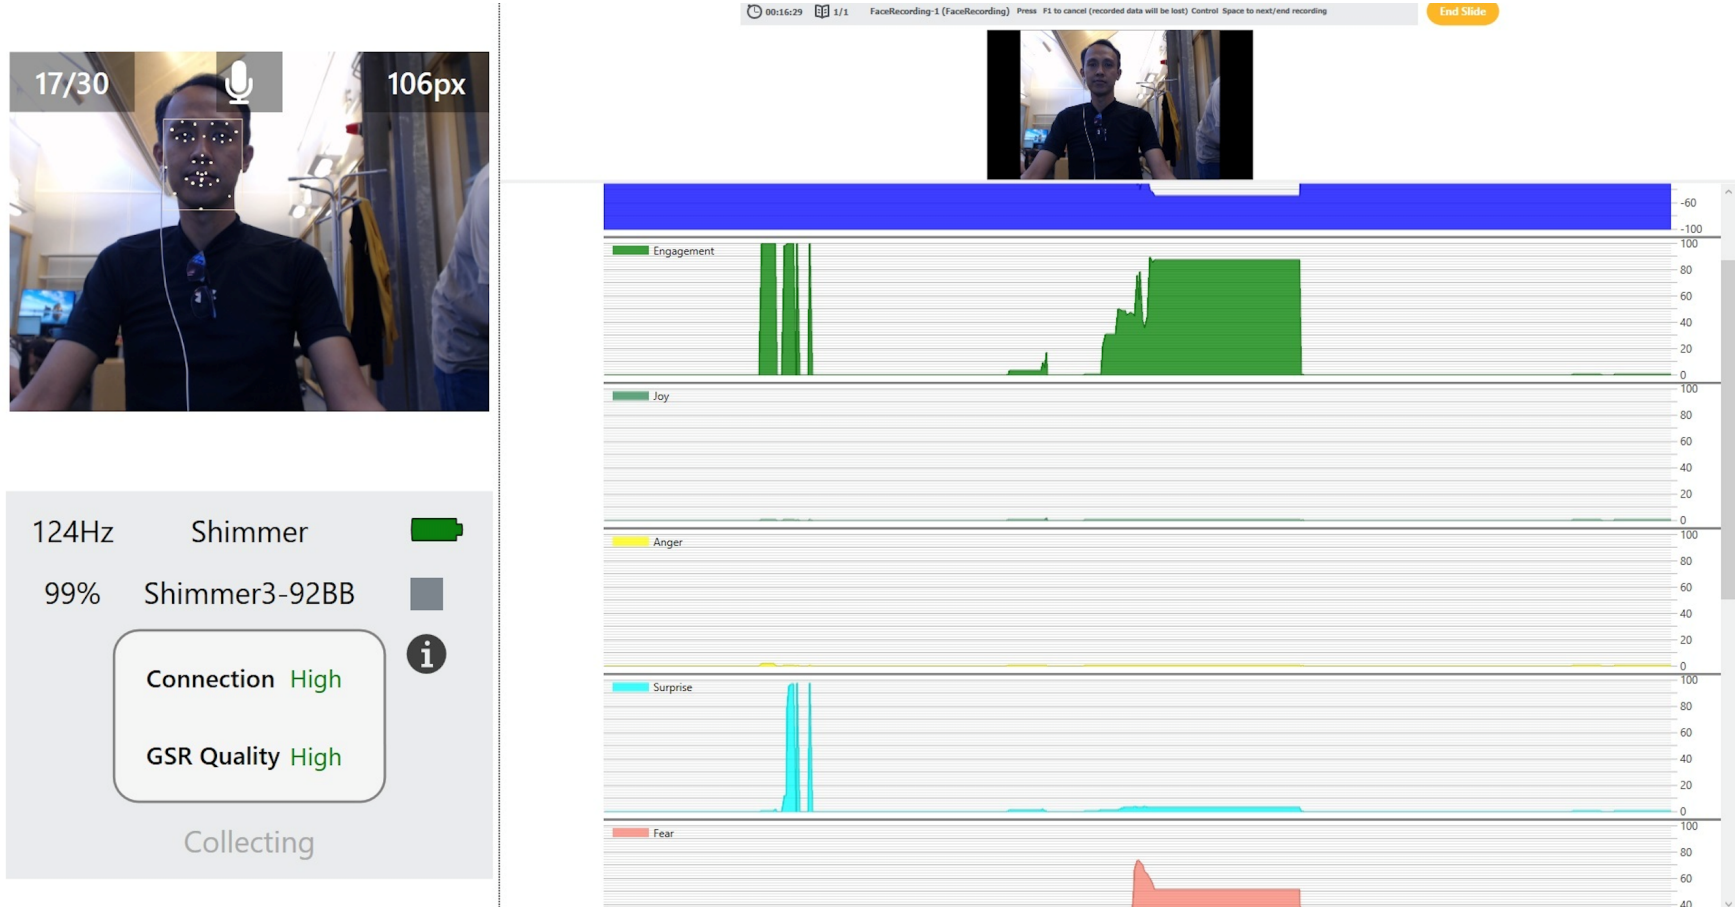 00:16:29 1/1 FaceRecording-1 (FaceRecording) Press F1 to cancel (recorded data will be lost) Control Space to next/end recording End Slide
17/30 106px
124Hz Shimmer
99% Shimmer3-92BB
Connection High
GSR Quality High
Collecting
-60
-100
Engagement
100
80
60
40
20
0
Joy
100
80
60
40
20
0
Anger
100
80
60
40
20
0
Surprise
100
80
60
40
20
0
Fear
100
80
60
40